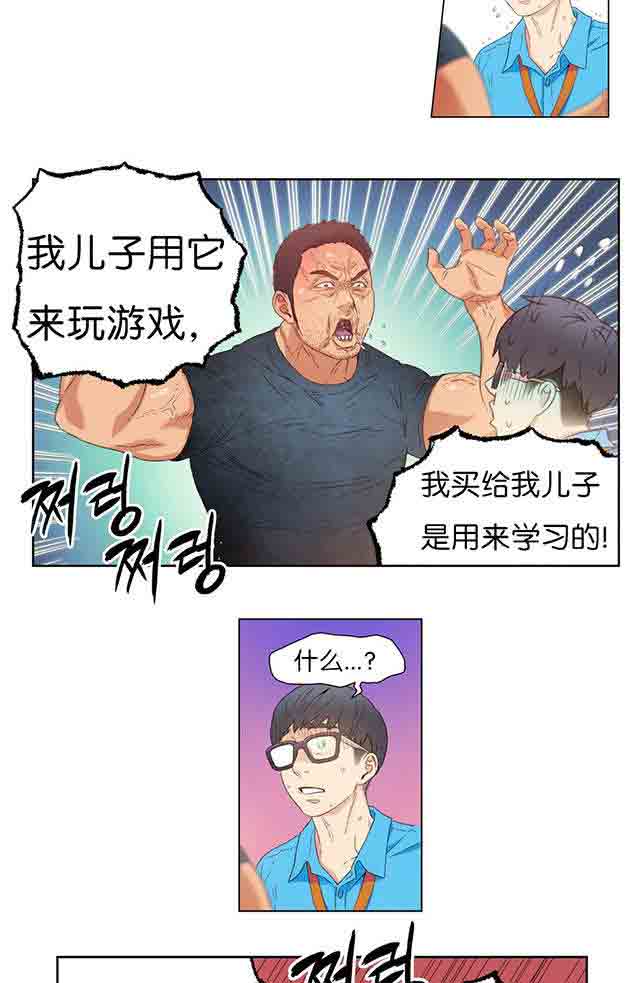 我儿子用它
来玩游戏,
我买给我儿子
是用来学习的!
쩌렁
쩌렁
什么...?
쩌렁